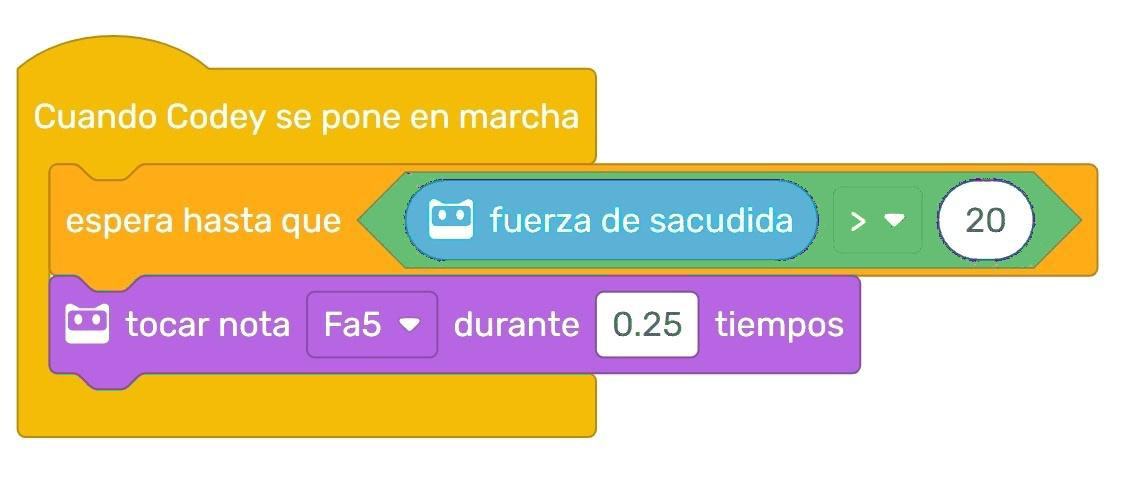 Cuando Codey se pone en marcha
espera hasta que fuerza de sacudida > 20
tocar nota Fa5 durante 0.25 tiempos